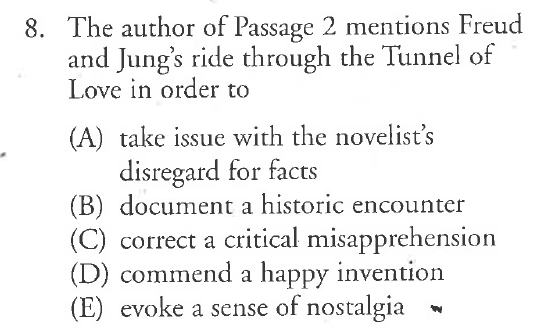 8. The author of Passage 2 mentions Freud
and Jung's ride through the Tunnel of
Love in order to
(A) take issue with the novelist's
disregard for facts
(B) document a historic encounter
(C) correct a critical misapprehension
(D) commend a happy invention
(E) evoke a sense of nostalgia